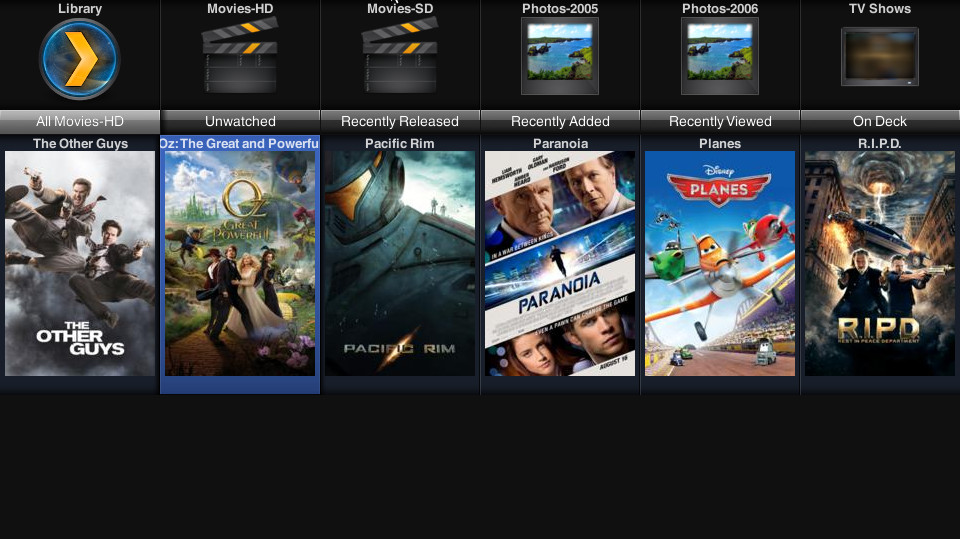 Library
Movies-HD
Movies-SD
Photos-2005
Photos-2006
TV Shows
All Movies-HD
Unwatched
Recently Released
Recently Added
Recently Viewed
On Deck
The Other Guys
Oz: The Great and Powerfu
Pacific Rim
Paranoia
Planes
R.I.P.D.
THE
OTHER
GUYS
OZ
THE
GREAT
AND
POWERFUL
PACIFIC RIM
LIAM
HEMSWORTH
GARY
OLDMAN
AMBER
HEARD
AND HARRISON
FORD
IN A WAR BETWEEN KINGS
PARANOIA
EVEN A PAWN CAN CHANGE THE GAME
AUGUST 16
Disney
PLANES
R.I.P.D
REST IN PEACE DEPARTMENT